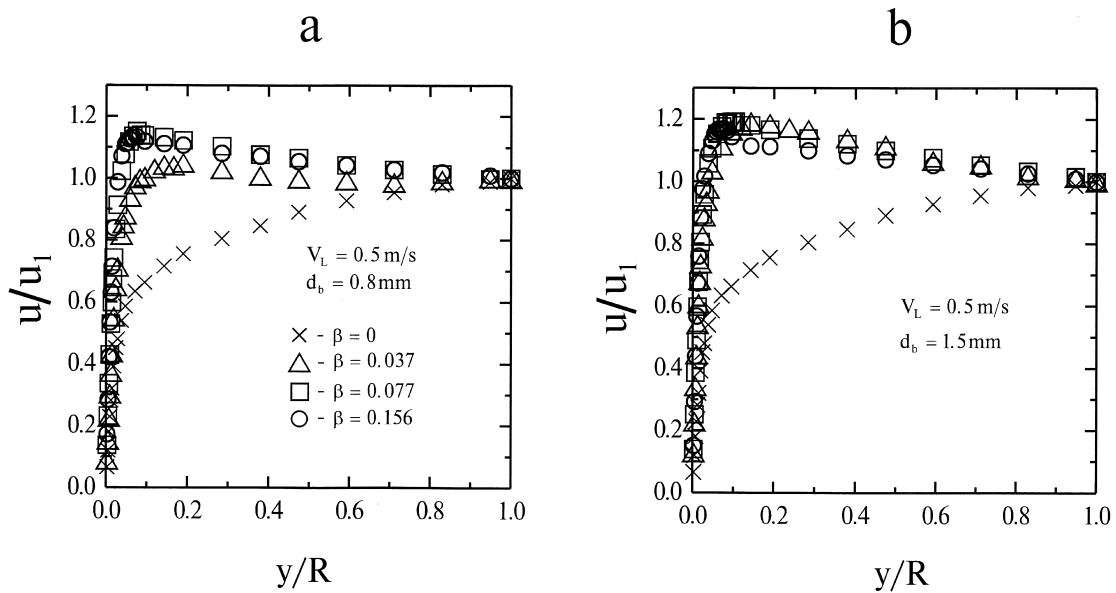 a
1.2
1.0
0.8
0.6
0.4
0.2
0.0
u/u1
V_L = 0.5 m/s
d_b = 0.8mm
× - β = 0
△ - β = 0.037
□ - β = 0.077
○ - β = 0.156
0.0 0.2 0.4 0.6 0.8 1.0
y/R
b
1.2
1.0
0.8
0.6
0.4
0.2
0.0
u/u1
V_L = 0.5 m/s
d_b = 1.5mm
0.0 0.2 0.4 0.6 0.8 1.0
y/R